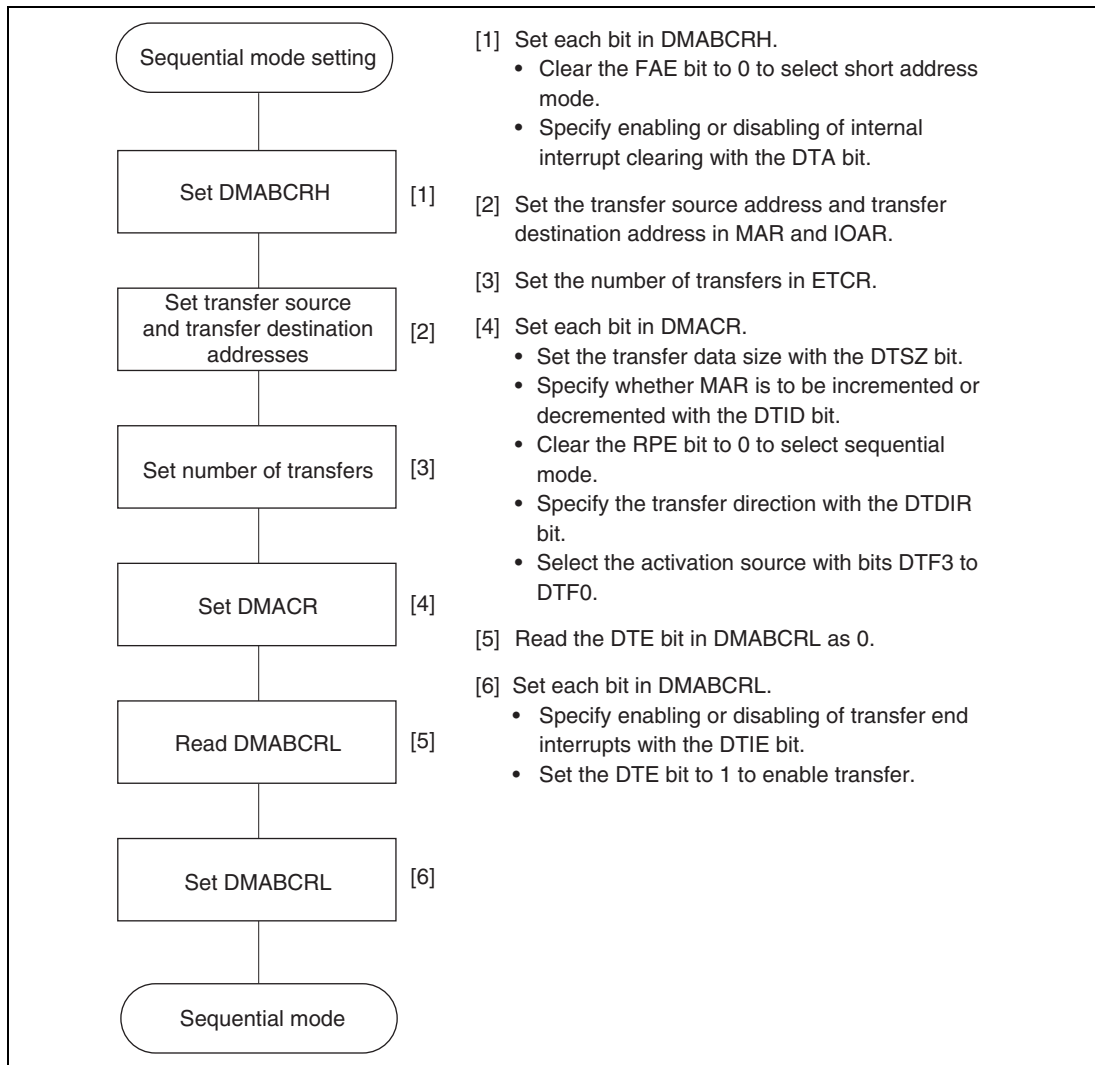 Sequential mode setting
Set DMABCRH
[1]
Set transfer source
and transfer destination
addresses
[2]
Set number of transfers
[3]
Set DMACR
[4]
Read DMABCRL
[5]
Set DMABCRL
[6]
Sequential mode
[1] Set each bit in DMABCRH.
• Clear the FAE bit to 0 to select short address
mode.
• Specify enabling or disabling of internal
interrupt clearing with the DTA bit.
[2] Set the transfer source address and transfer
destination address in MAR and IOAR.
[3] Set the number of transfers in ETCR.
[4] Set each bit in DMACR.
• Set the transfer data size with the DTSZ bit.
• Specify whether MAR is to be incremented or
decremented with the DTID bit.
• Clear the RPE bit to 0 to select sequential
mode.
• Specify the transfer direction with the DTDIR
bit.
• Select the activation source with bits DTF3 to
DTF0.
[5] Read the DTE bit in DMABCRL as 0.
[6] Set each bit in DMABCRL.
• Specify enabling or disabling of transfer end
interrupts with the DTIE bit.
• Set the DTE bit to 1 to enable transfer.